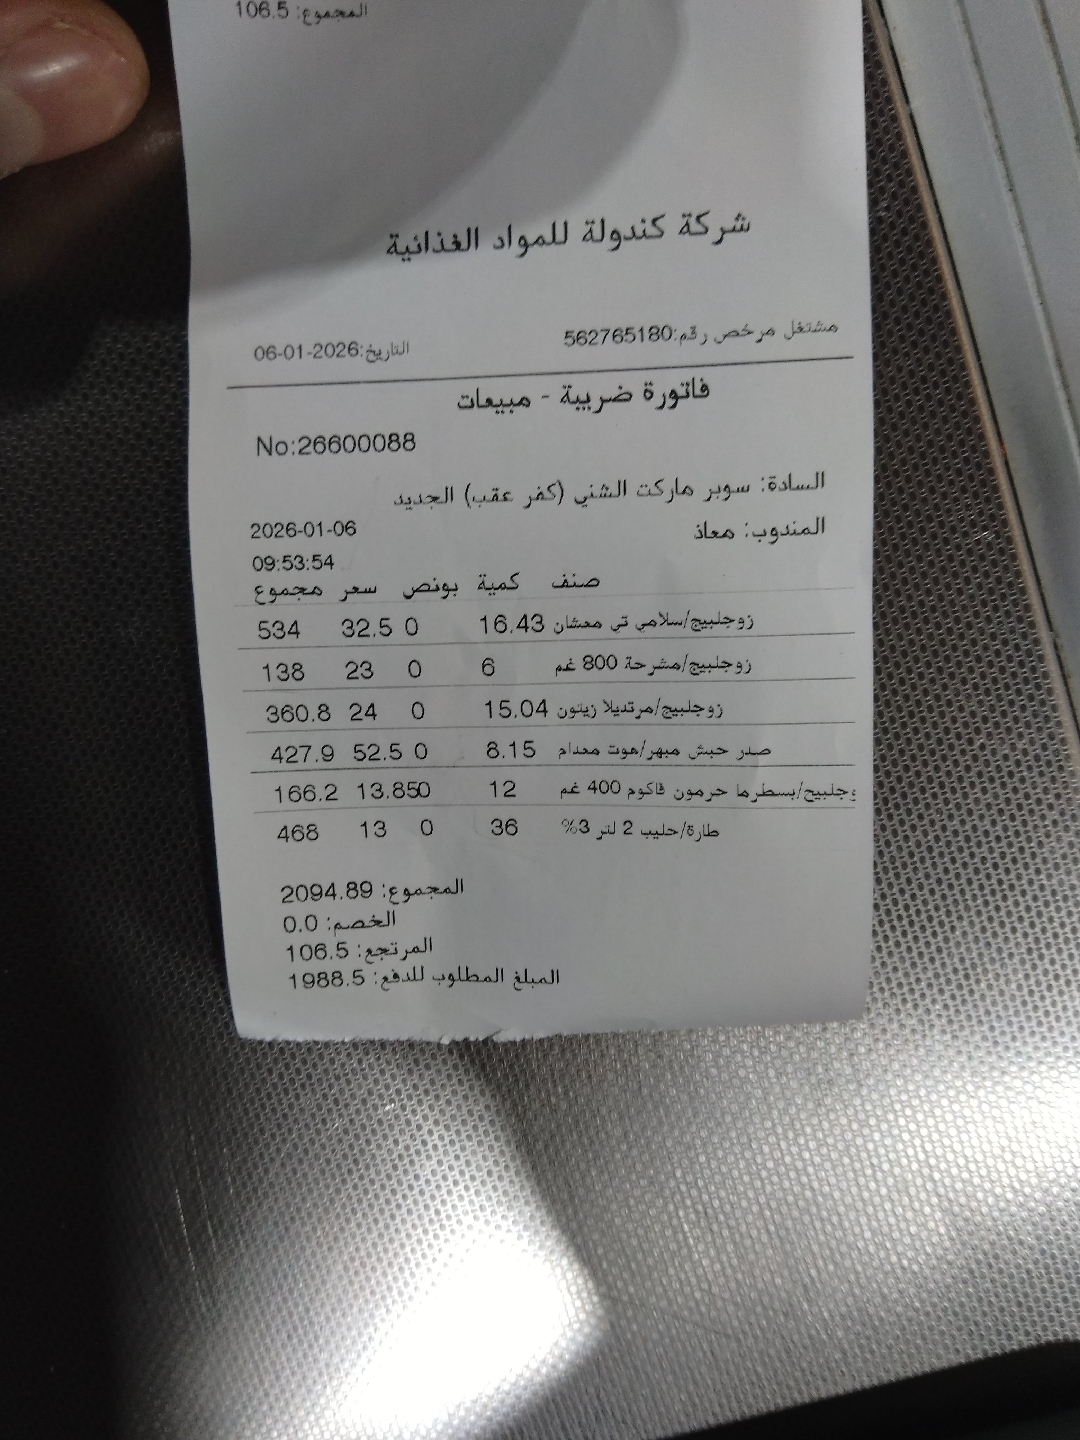 المجموع: 106.5
شركة كندولة للمواد الغذائية
مشتغل مرخص رقم:562765180 التاريخ:06-01-2026
فاتورة ضريبة - مبيعات
No:26600088
السادة: سوبر ماركت الشني (كفر عقب) الجديد
المندوب: معاذ 2026-01-06
09:53:54
صنف كمية بونص سعر مجموع
زوجلبيج/سلامي تي معشان 16.43 0 32.5 534
زوجلبيج/مشرحة 800 غم 6 0 23 138
زوجلبيج/مرتديلا زيتون 15.04 0 24 360.8
صدر حبش مبهر/هوت معدام 8.15 0 52.5 427.9
وجلبيج/بسطرما حرمون فاكوم 400 غم 12 0 13.85 166.2
طارة/حليب 2 لتر 3% 36 0 13 468
المجموع: 2094.89
الخصم: 0.0
المرتجع: 106.5
المبلغ المطلوب للدفع: 1988.5